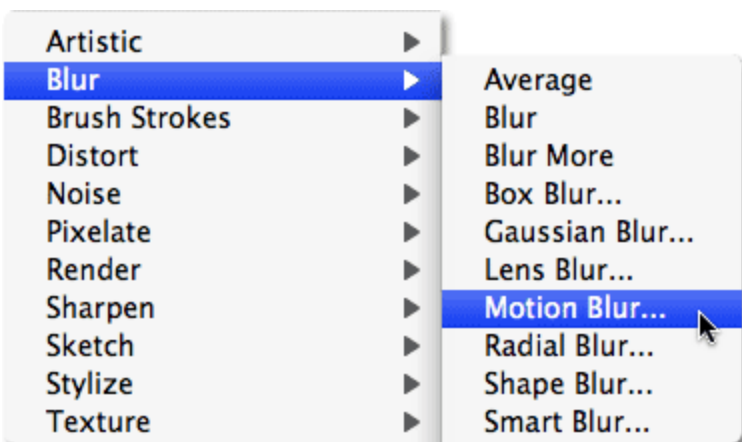 Artistic
Blur
Brush Strokes
Distort
Noise
Pixelate
Render
Sharpen
Sketch
Stylize
Texture
Average
Blur
Blur More
Box Blur...
Gaussian Blur...
Lens Blur...
Motion Blur...
Radial Blur...
Shape Blur...
Smart Blur...